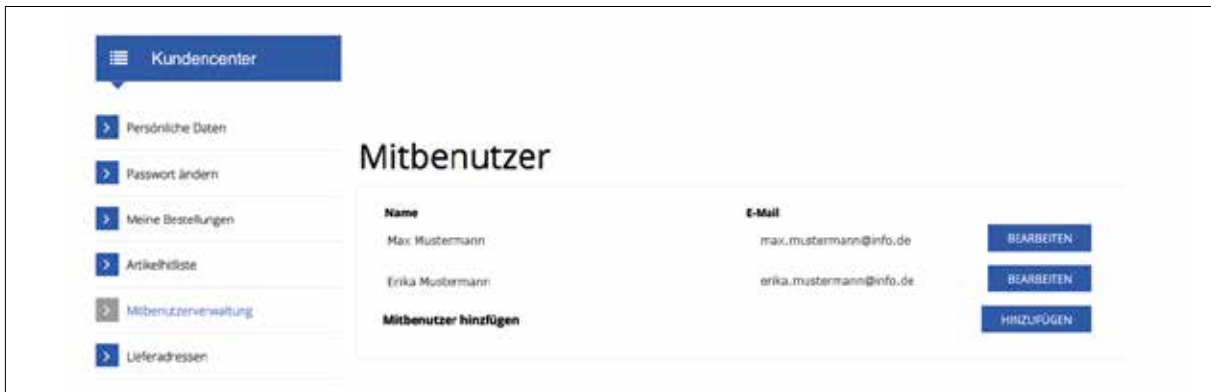 Kundencenter
Persönliche Daten
Passwort ändern
Meine Bestellungen
Artikelhitliste
Mitbenutzerverwaltung
Lieferadressen
Mitbenutzer
Name E-Mail
Max Mustermann max.mustermann@info.de BEARBEITEN
Erika Mustermann erika.mustermann@info.de BEARBEITEN
Mitbenutzer hinzfügen HINZUFÜGEN